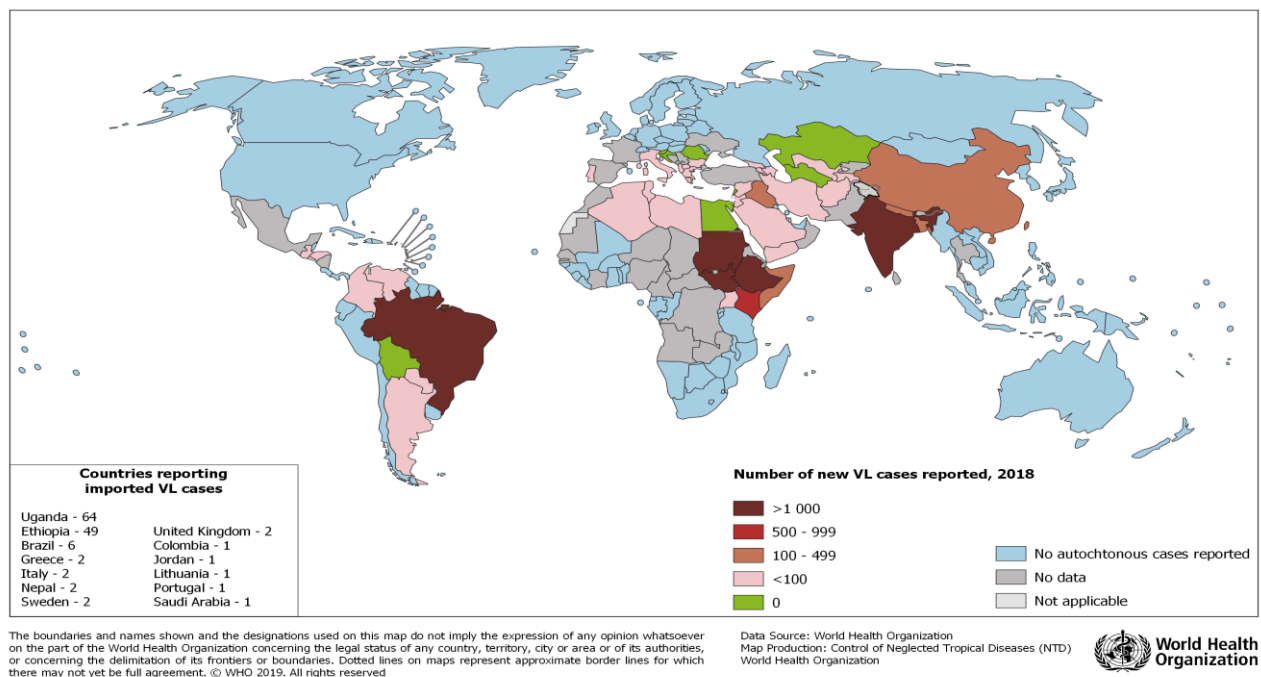 Countries reporting
imported VL cases
Uganda - 64
Ethiopia - 49
Brazil - 6
Greece - 2
Italy - 2
Nepal - 2
Sweden - 2
United Kingdom - 2
Colombia - 1
Jordan - 1
Lithuania - 1
Portugal - 1
Saudi Arabia - 1
Number of new VL cases reported, 2018
>1 000
500 - 999
100 - 499
<100
0
No autochtonous cases reported
No data
Not applicable
The boundaries and names shown and the designations used on this map do not imply the expression of any opinion whatsoever
on the part of the World Health Organization concerning the legal status of any country, territory, city or area or of its authorities,
or concerning the delimitation of its frontiers or boundaries. Dotted lines on maps represent approximate border lines for which
there may not yet be full agreement. © WHO 2019. All rights reserved
Data Source: World Health Organization
Map Production: Control of Neglected Tropical Diseases (NTD)
World Health Organization
World Health
Organization